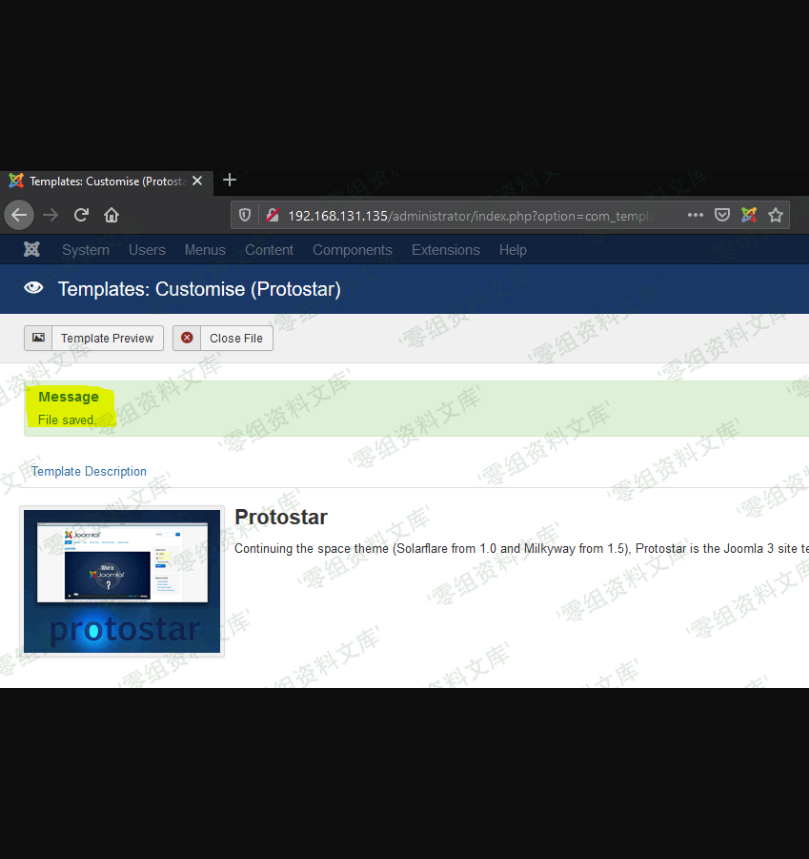 Templates: Customise (Protosta
192.168.131.135/administrator/index.php?option=com_templa
System Users Menus Content Components Extensions Help
Templates: Customise (Protostar)
Template Preview Close File
Message
File saved.
Template Description
Protostar
Continuing the space theme (Solarflare from 1.0 and Milkyway from 1.5), Protostar is the Joomla 3 site te
Joomla!
What is
Joomla!
?
protostar
'零组资料文库'